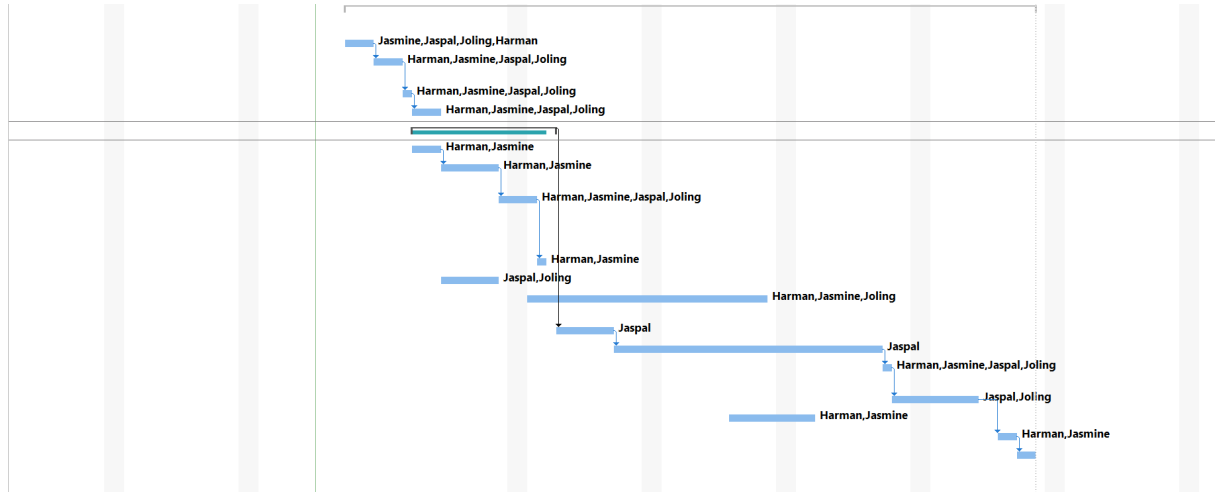 Jasmine,Jaspal,Joling,Harman
Harman,Jasmine,Jaspal,Joling
Harman,Jasmine,Jaspal,Joling
Harman,Jasmine,Jaspal,Joling
Harman,Jasmine
Harman,Jasmine
Harman,Jasmine,Jaspal,Joling
Harman,Jasmine
Jaspal,Joling
Harman,Jasmine,Joling
Jaspal
Jaspal
Harman,Jasmine,Jaspal,Joling
Jaspal,Joling
Harman,Jasmine
Harman,Jasmine